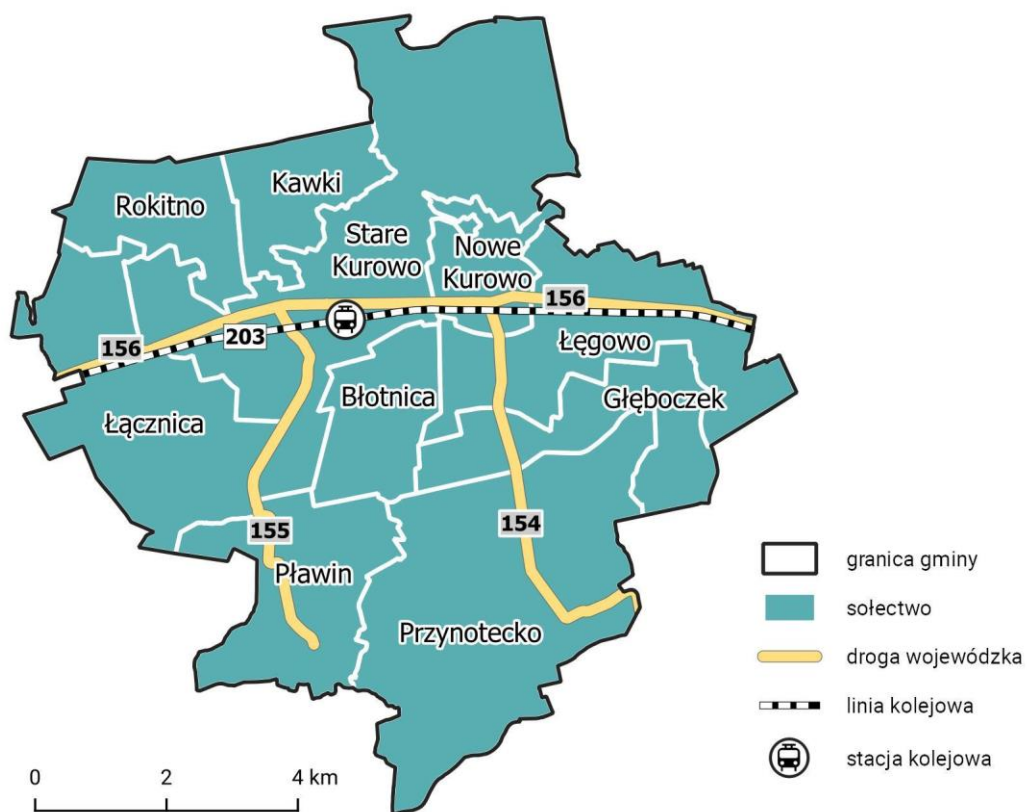 Kawki
Rokitno
Stare
Kurowo
Nowe
Kurowo
156
203
156
Łęgowo
Błotnica
Głęboczek
Łącznica
155
154
Pławin
Przynotecko
granica gminy
sołectwo
droga wojewódzka
linia kolejowa
stacja kolejowa
0 2 4 km